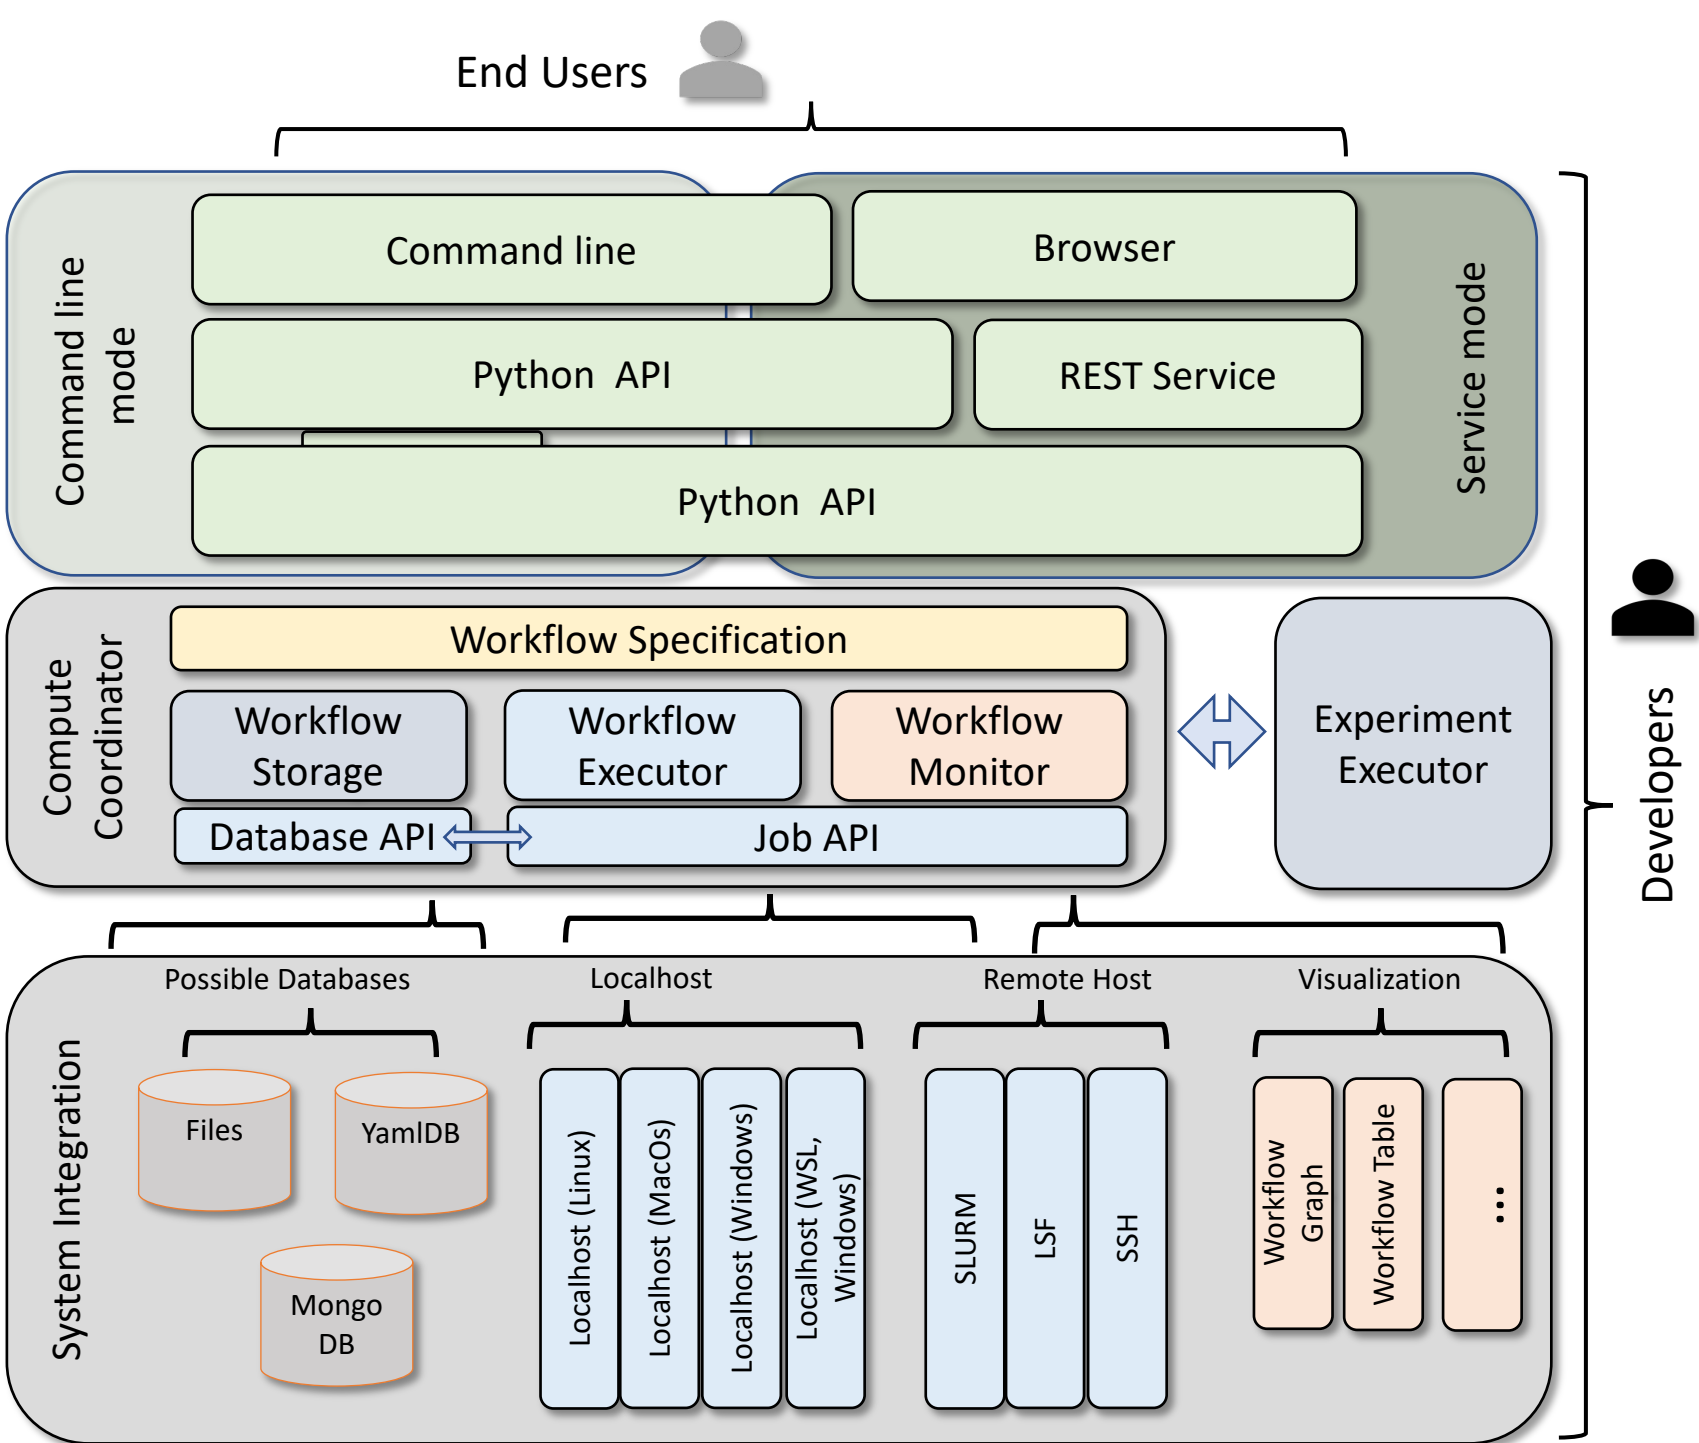 End Users
Command line
mode
Command line
Browser
Python API
REST Service
Python API
Service mode
Compute
Coordinator
Workflow Specification
Workflow
Storage
Workflow
Executor
Workflow
Monitor
Database API
Job API
Experiment
Executor
Developers
System Integration
Possible Databases
Localhost
Remote Host
Visualization
Files
YamlDB
Mongo
DB
Localhost (Linux)
Localhost (MacOs)
Localhost (Windows)
Localhost (WSL,
Windows)
SLURM
LSF
SSH
Workflow
Graph
Workflow Table
...